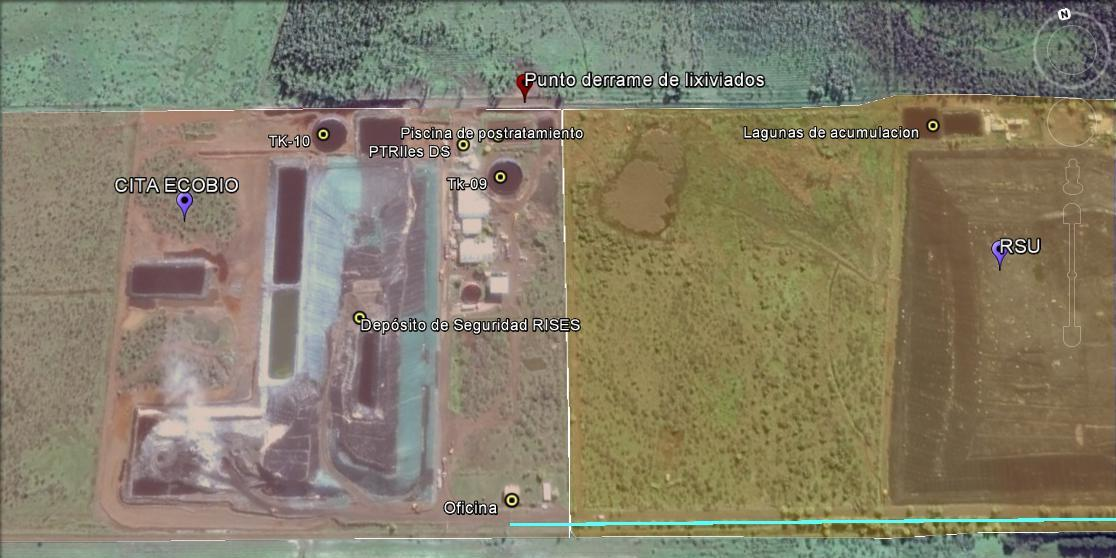 N
Punto derrame de lixiviados
TK-10
Piscina de postratamiento
Lagunas de acumulacion
PTRIles DS
Tk-09
CITA ECOBIO
RSU
Depósito de Seguridad RISES
Oficina